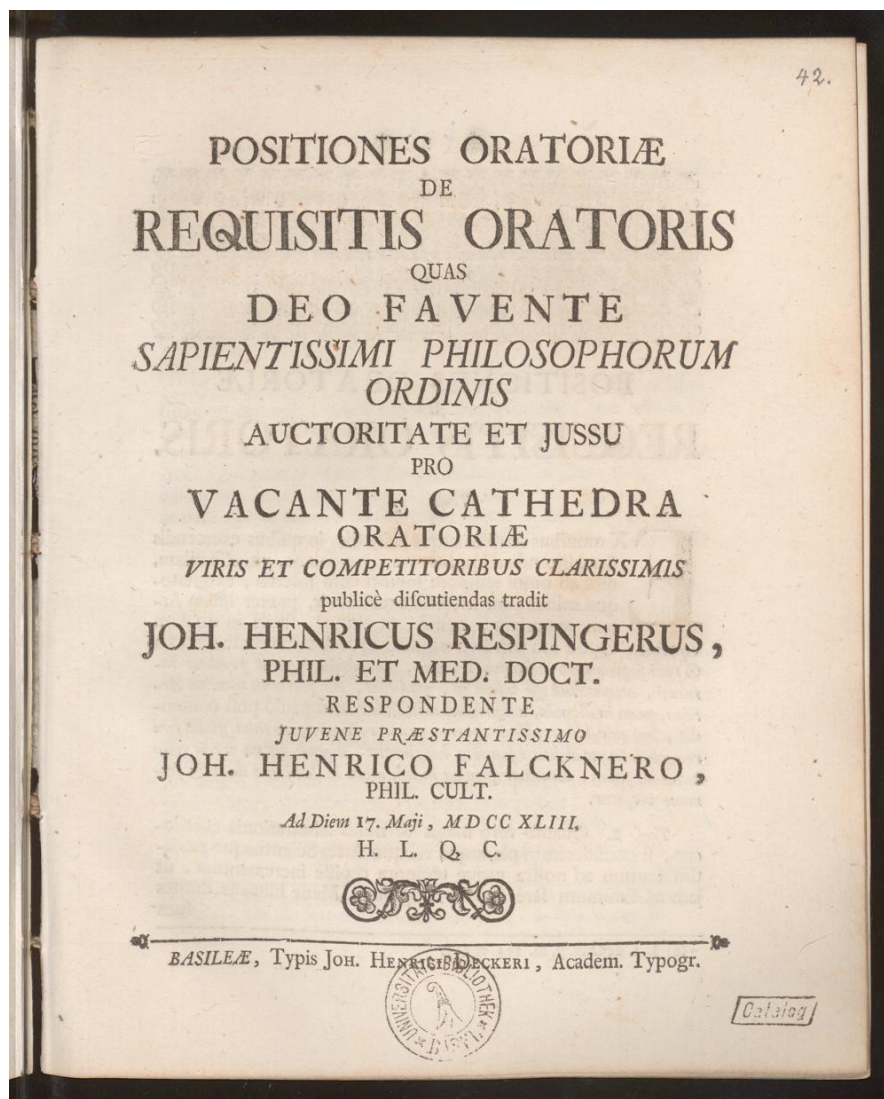 42.
POSITIONES ORATORIÆ
DE
REQUISITIS ORATORIS
QUAS
DEO FAVENTE
SAPIENTISSIMI PHILOSOPHORUM
ORDINIS
AUCTORITATE ET JUSSU
PRO
VACANTE CATHEDRA
ORATORIÆ
VIRIS ET COMPETITORIBUS CLARISSIMIS
publicè diſcutiendas tradit
JOH. HENRICUS RESPINGERUS,
PHIL. ET MED. DOCT.
RESPONDENTE
JUVENE PRÆSTANTISSIMO
JOH. HENRICO FALCKNERO,
PHIL. CULT.
Ad Diem 17. Maji, MDCCXLIII.
H. L. Q. C.
BASILEÆ, Typis JOH. HENRICI DECKERI, Academ. Typogr.
UNIVERSITÄTSBIBLIOTHEK
Catalog